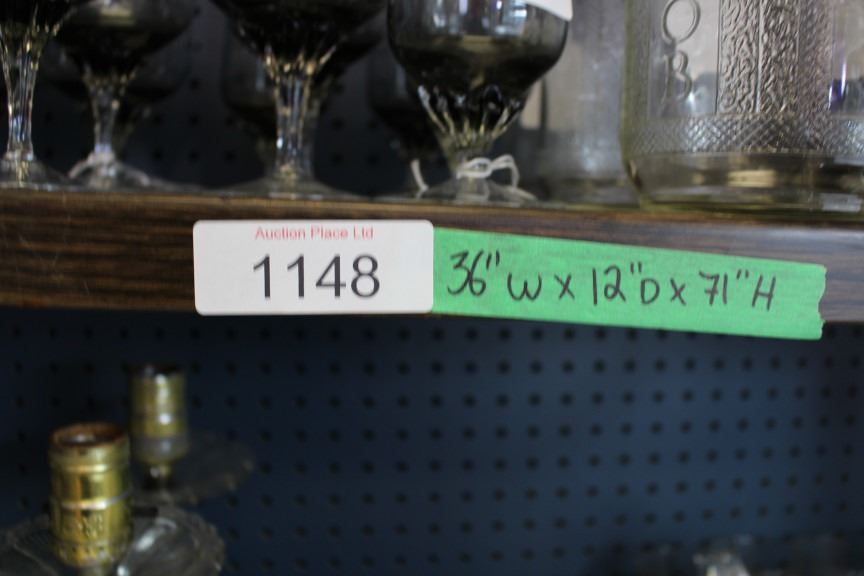 Auction Place Ltd
1148
36" W x 12" D x 71" H